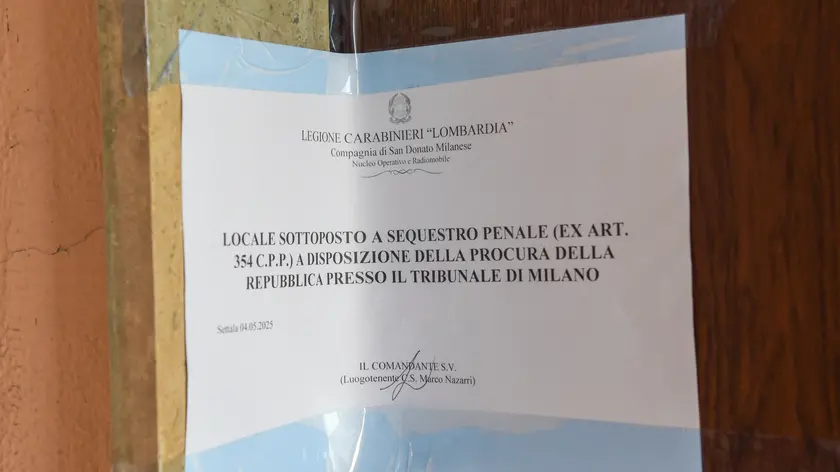 LEGIONE CARABINIERI "LOMBARDIA"
Compagnia di San Donato Milanese
Nucleo Operativo e Radiomobile
LOCALE SOTTOPOSTO A SEQUESTRO PENALE (EX ART.
354 C.P.P.) A DISPOSIZIONE DELLA PROCURA DELLA
REPUBBLICA PRESSO IL TRIBUNALE DI MILANO
Settala 04.05.2025
IL COMANDANTE S.V.
(Luogotenente C.S. Marco Nazarri)